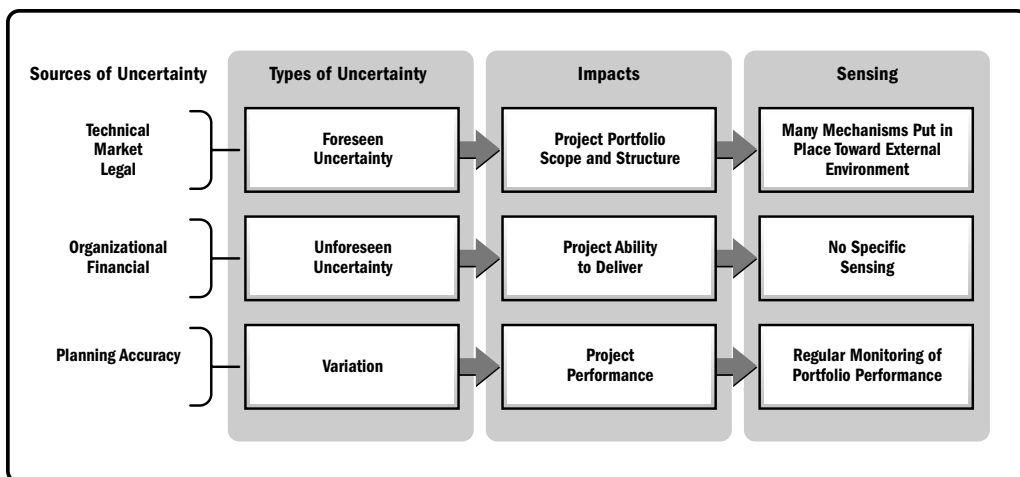 Sources of Uncertainty
Types of Uncertainty
Impacts
Sensing
Technical
Market
Legal
Foreseen
Uncertainty
Project Portfolio
Scope and Structure
Many Mechanisms Put in
Place Toward External
Environment
Organizational
Financial
Unforeseen
Uncertainty
Project Ability
to Deliver
No Specific
Sensing
Planning Accuracy
Variation
Project
Performance
Regular Monitoring of
Portfolio Performance